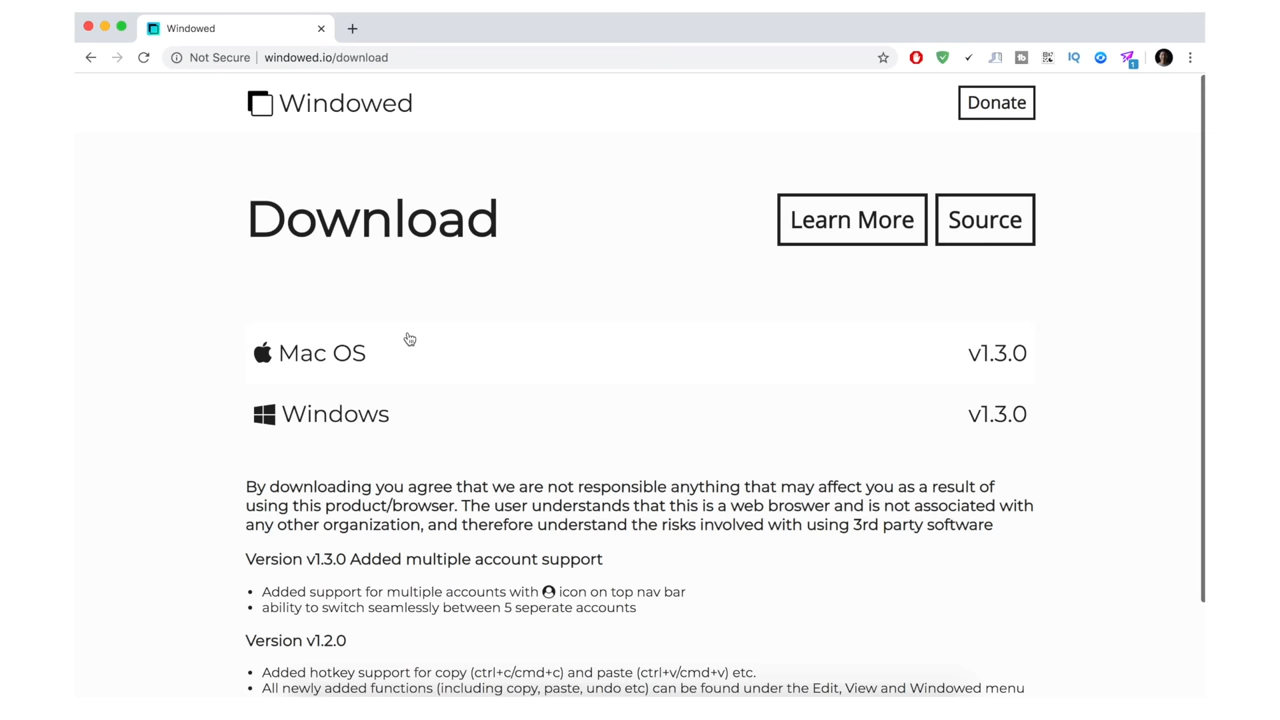 Windowed
Not Secure windowed.io/download
IQ
1
Windowed
Donate
Download
Learn More
Source
Mac OS
v1.3.0
Windows
v1.3.0
By downloading you agree that we are not responsible anything that may affect you as a result of
using this product/browser. The user understands that this is a web broswer and is not associated with
any other organization, and therefore understand the risks involved with using 3rd party software
Version v1.3.0 Added multiple account support
• Added support for multiple accounts with icon on top nav bar
• ability to switch seamlessly between 5 seperate accounts
Version v1.2.0
• Added hotkey support for copy (ctrl+c/cmd+c) and paste (ctrl+v/cmd+v) etc.
• All newly added functions (including copy, paste, undo etc) can be found under the Edit, View and Windowed menu